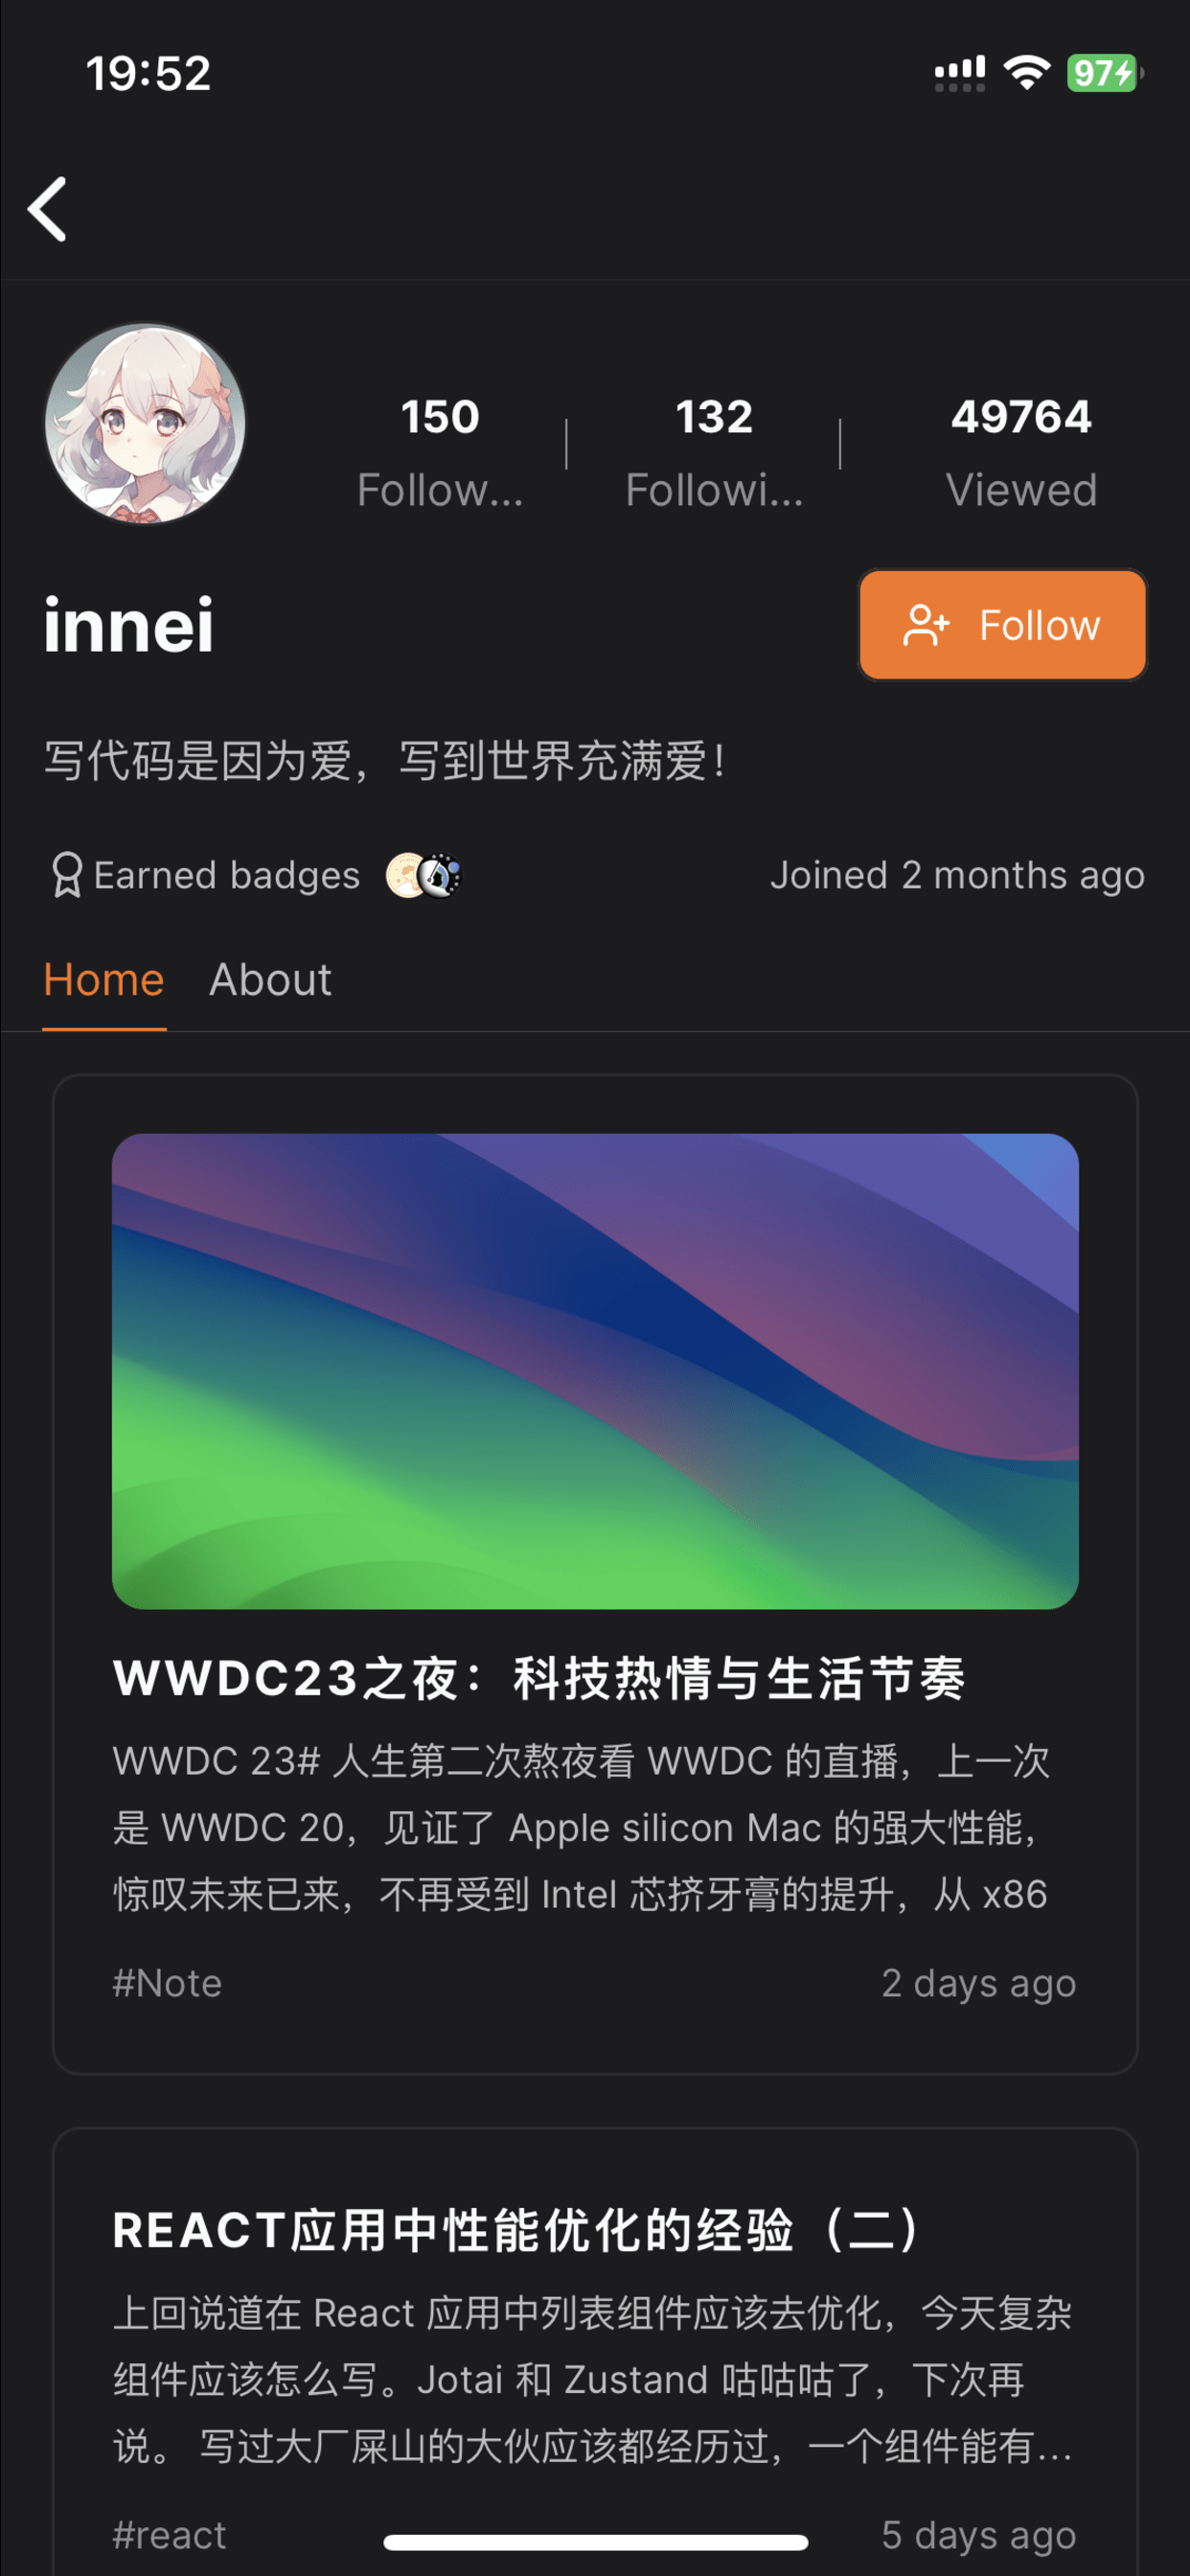 19:52
97
150
132
49764
Follow...
Followi...
Viewed
innei
Follow
写代码是因为爱，写到世界充满爱！
Earned badges
Joined 2 months ago
Home
About
WWDC23之夜：科技热情与生活节奏
WWDC 23# 人生第二次熬夜看 WWDC 的直播，上一次
是 WWDC 20，见证了 Apple silicon Mac 的强大性能，
惊叹未来已来，不再受到 Intel 芯挤牙膏的提升，从 x86
#Note
2 days ago
REACT应用中性能优化的经验（二）
上回说道在 React 应用中列表组件应该去优化，今天复杂
组件应该怎么写。Jotai 和 Zustand 咕咕咕了，下次再
说。 写过大厂屎山的大伙应该都经历过，一个组件能有...
#react
5 days ago